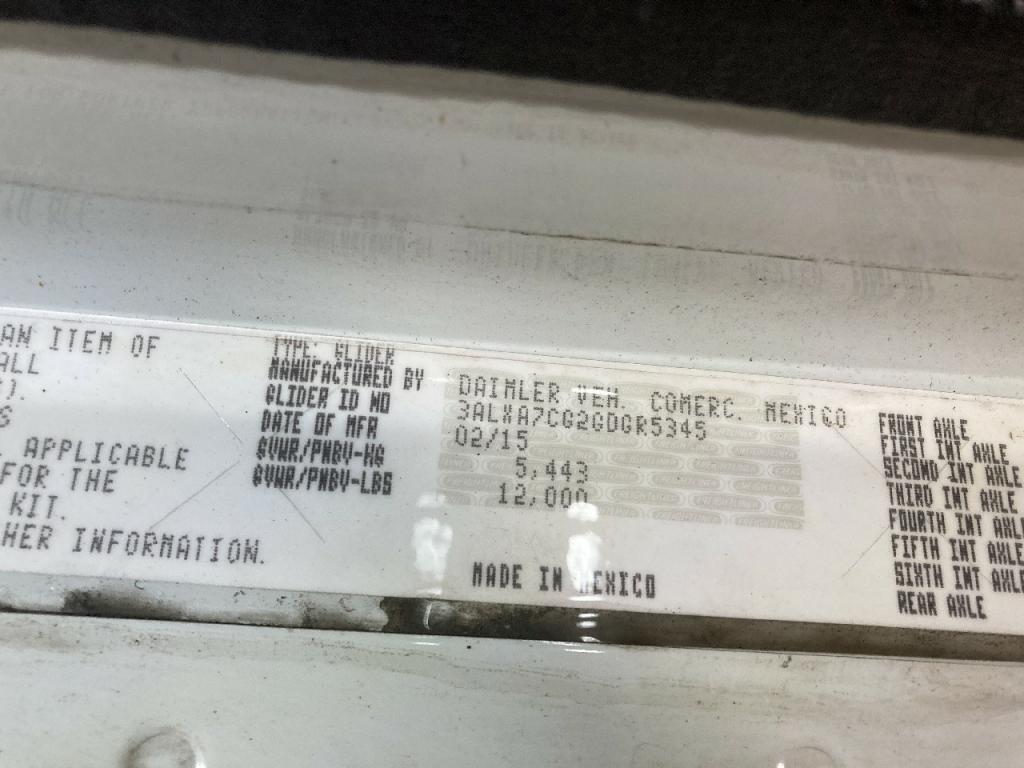 AN ITEM OF
ALL
).
S
APPLICABLE
FOR THE
KIT.
HER INFORMATION.
TYPE: GLIDER
MANUFACTURED BY DAIMLER VEH. COMERC. MEXICO
GLIDER ID NO 3ALXA7CG2GDGR5345
DATE OF MFR 02/15
GVWR/PNBV-KG 5,443
GVWR/PNBV-LBS 12,000
MADE IN MEXICO
FRONT AXLE
FIRST INT AXLE
SECOND INT AXLE
THIRD INT AXLE
FOURTH INT AXLE
FIFTH INT AXLE
SIXTH INT AXLE
REAR AXLE